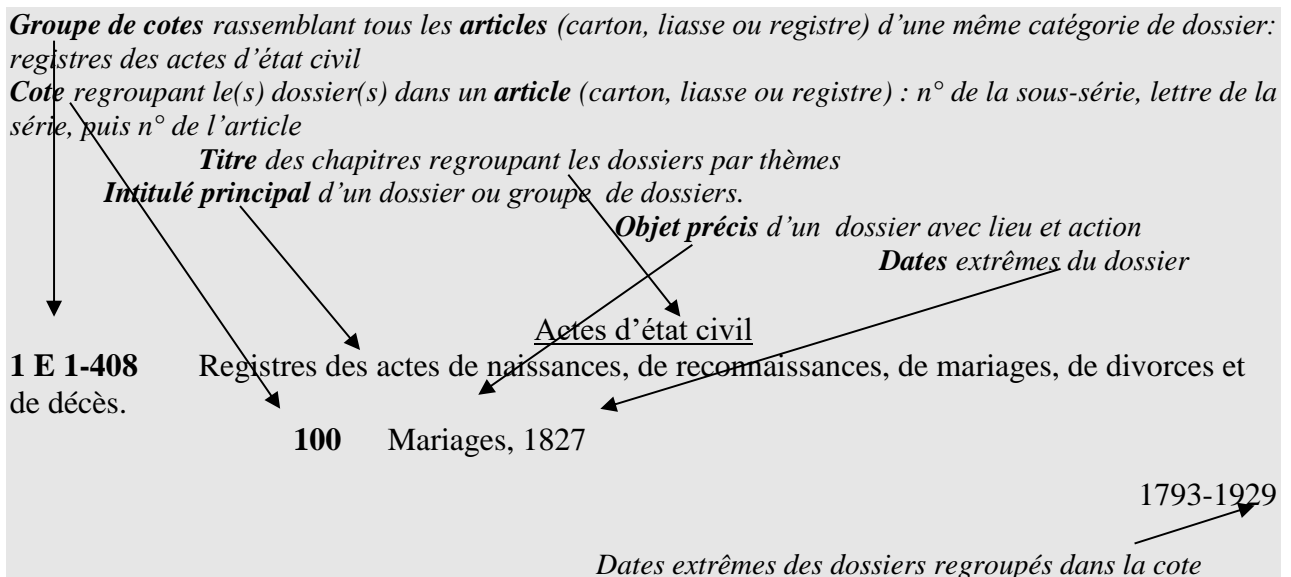 Groupe de cotes rassemblant tous les articles (carton, liasse ou registre) d’une même catégorie de dossier:
registres des actes d’état civil
Cote regroupant le(s) dossier(s) dans un article (carton, liasse ou registre) : n° de la sous-série, lettre de la
série, puis n° de l’article
Titre des chapitres regroupant les dossiers par thèmes
Intitulé principal d’un dossier ou groupe de dossiers.
Objet précis d’un dossier avec lieu et action
Dates extrêmes du dossier
Actes d’état civil
1 E 1-408 Registres des actes de naissances, de reconnaissances, de mariages, de divorces et
de décès.
100 Mariages, 1827
1793-1929
Dates extrêmes des dossiers regroupés dans la cote